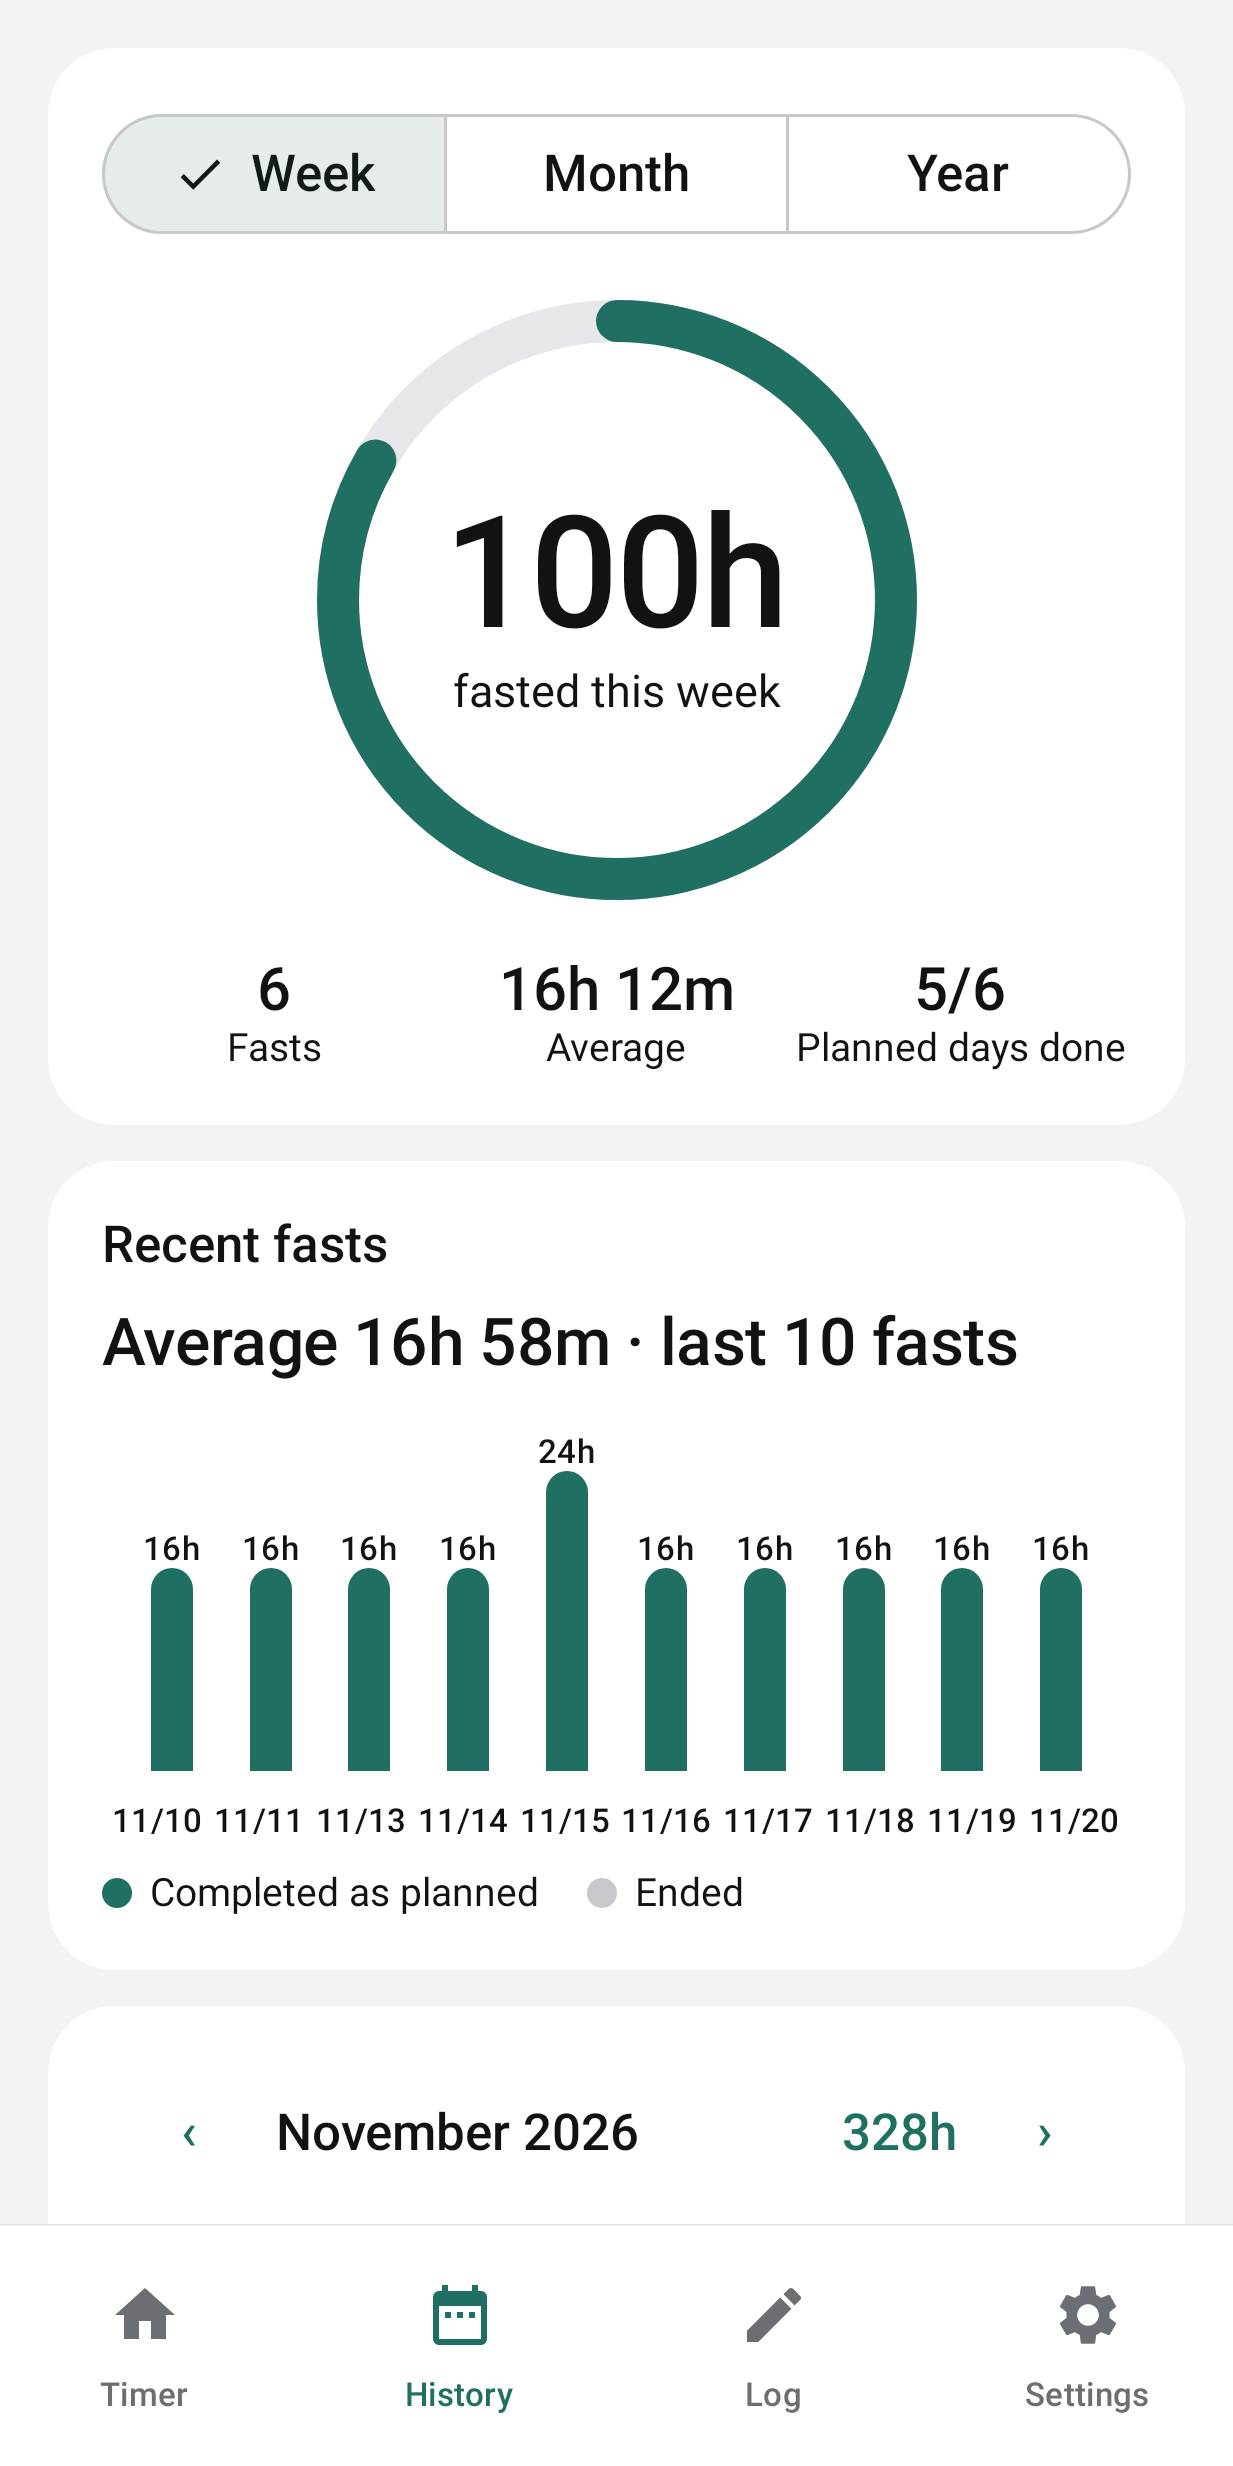 Week Month Year
100h
fasted this week
6 16h 12m 5/6
Fasts Average Planned days done
Recent fasts
Average 16h 58m · last 10 fasts
24h
16h 16h 16h 16h 16h 16h 16h 16h 16h
11/10 11/11 11/13 11/14 11/15 11/16 11/17 11/18 11/19 11/20
Completed as planned Ended
‹ November 2026 328h ›
Timer History Log Settings